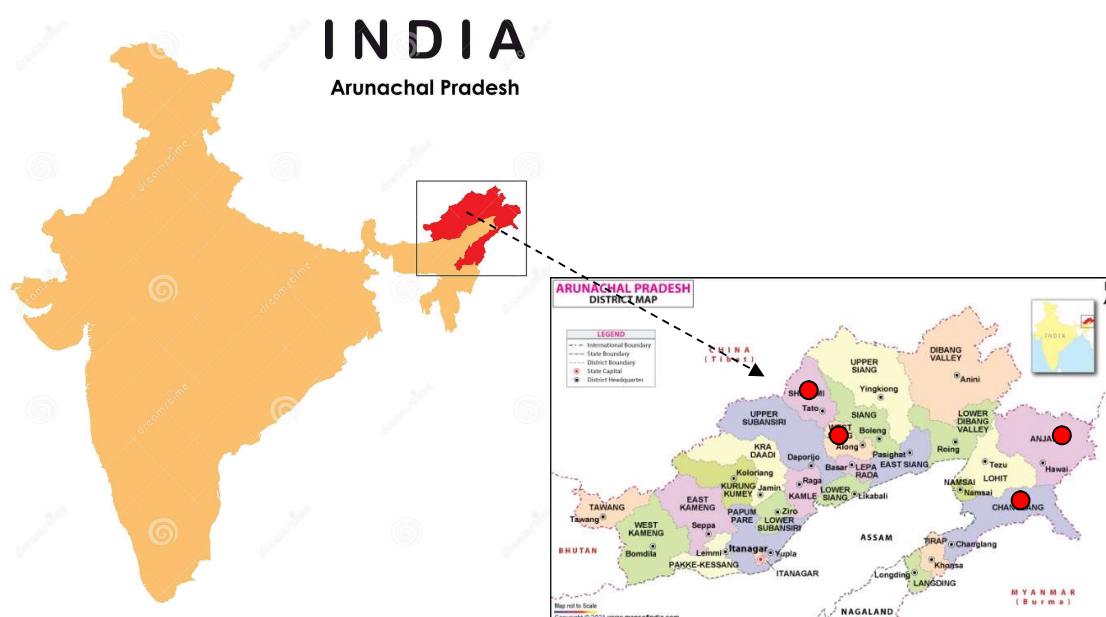 INDIA
Arunachal Pradesh
dreamstime
ARUNACHAL PRADESH
DISTRICT MAP
LEGEND
International Boundary
State Boundary
District Boundary
State Capital
District Headquarter
INDIA
CHINA
(Tibet)
UPPER
SIANG
DIBANG
VALLEY
Anini
Yingkiong
Tato
SIANG
UPPER
SUBANSIRI
LOWER
DIBANG
VALLEY
Boleng
Along
Roing
KRA
DAADI
Daporijo
Pasighat
EAST SIANG
Basar
LEPA
RADA
Tezu
LOHIT
Hawai
Koloriang
KURUNG
KUMEY
Jamin
Raga
KAMLE
LOWER
SIANG
Likabali
NAMSAI
Namsai
TAWANG
Tawang
EAST
KAMENG
PAPUM
PARE
Ziro
LOWER
SUBANSIRI
WEST
KAMENG
Seppa
ASSAM
TIRAP
Changlang
BHUTAN
Bomdila
Lemmi
Itanagar
Yupia
PAKKE-KESSANG
ITANAGAR
Khonsa
Longding
LANGDING
MYANMAR
(Burma)
NAGALAND
Map not to Scale